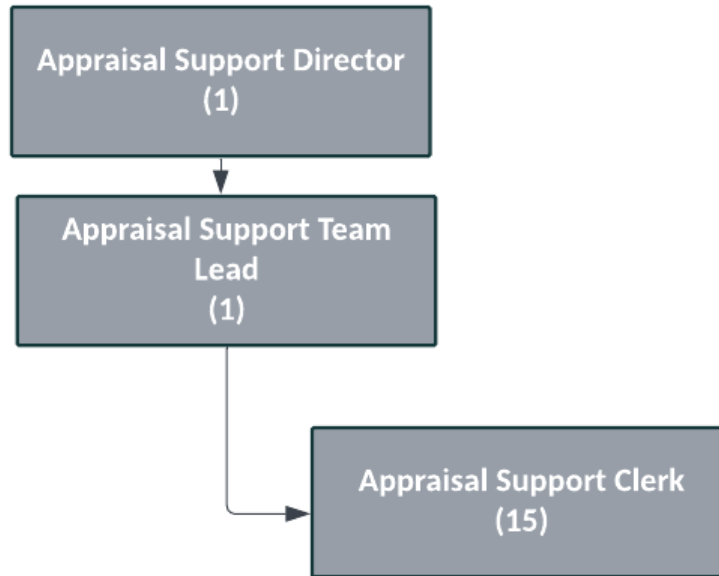 Appraisal Support Director
(1)
Appraisal Support Team
Lead
(1)
Appraisal Support Clerk
(15)